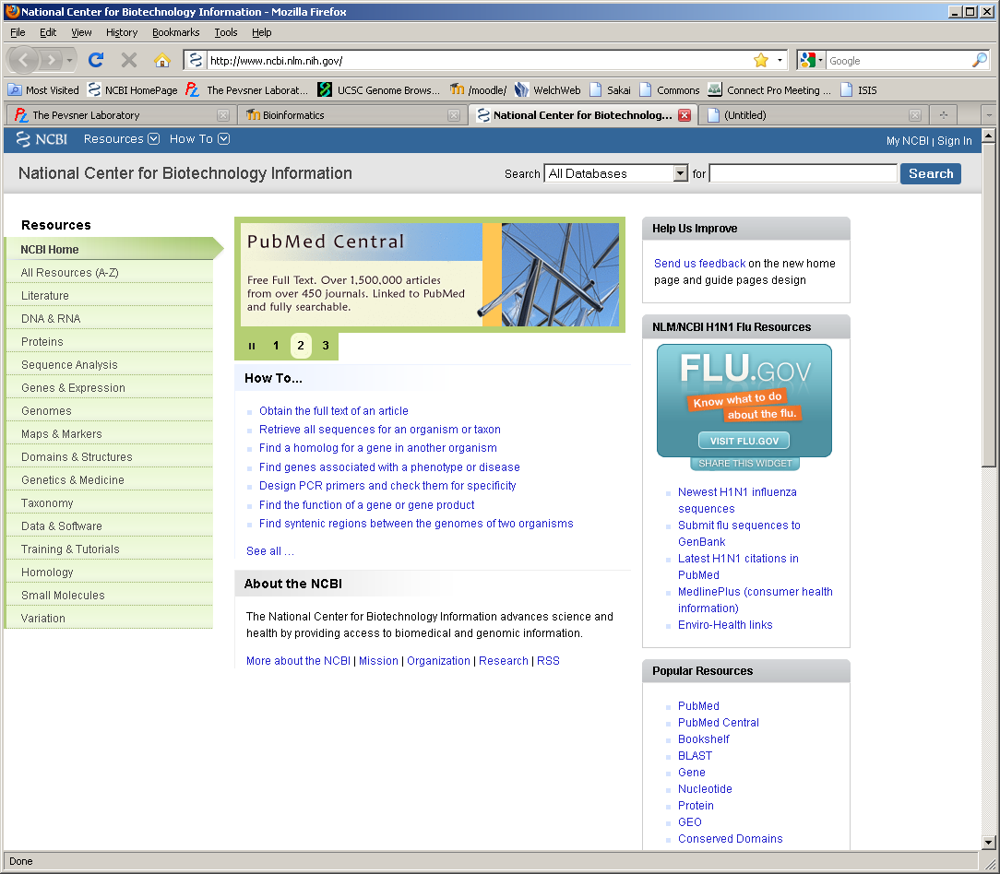 National Center for Biotechnology Information - Mozilla Firefox
File Edit View History Bookmarks Tools Help
http://www.ncbi.nlm.nih.gov/
Google
Most Visited NCBI HomePage The Pevsner Laborat... UCSC Genome Brows... /moodle/ WelchWeb Sakai Commons Connect Pro Meeting ... ISIS
The Pevsner Laboratory Bioinformatics National Center for Biotechnolog... (Untitled)
NCBI Resources How To My NCBI | Sign In
National Center for Biotechnology Information Search All Databases for Search
Resources
NCBI Home
All Resources (A-Z)
Literature
DNA & RNA
Proteins
Sequence Analysis
Genes & Expression
Genomes
Maps & Markers
Domains & Structures
Genetics & Medicine
Taxonomy
Data & Software
Training & Tutorials
Homology
Small Molecules
Variation
PubMed Central
Free Full Text. Over 1,500,000 articles
from over 450 journals. Linked to PubMed
and fully searchable.
1 2 3
How To...
Obtain the full text of an article
Retrieve all sequences for an organism or taxon
Find a homolog for a gene in another organism
Find genes associated with a phenotype or disease
Design PCR primers and check them for specificity
Find the function of a gene or gene product
Find syntenic regions between the genomes of two organisms
See all ...
About the NCBI
The National Center for Biotechnology Information advances science and
health by providing access to biomedical and genomic information.
More about the NCBI | Mission | Organization | Research | RSS
Help Us Improve
Send us feedback on the new home
page and guide pages design
NLM/NCBI H1N1 Flu Resources
FLU.GOV
Know what to do
about the flu.
VISIT FLU.GOV
SHARE THIS WIDGET
Newest H1N1 influenza
sequences
Submit flu sequences to
GenBank
Latest H1N1 citations in
PubMed
MedlinePlus (consumer health
information)
Enviro-Health links
Popular Resources
PubMed
PubMed Central
Bookshelf
BLAST
Gene
Nucleotide
Protein
GEO
Conserved Domains
Done